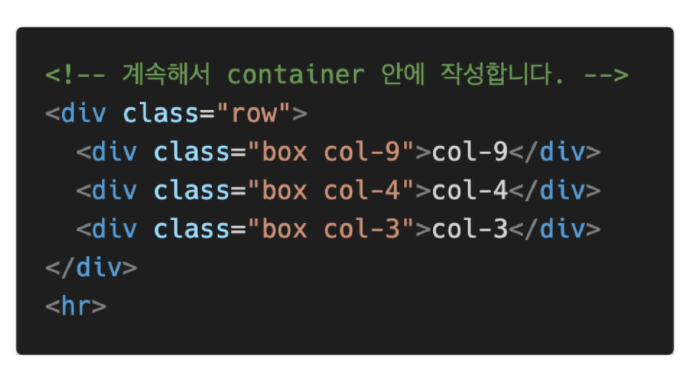 <!-- 계속해서 container 안에 작성합니다. -->
<div class="row">
  <div class="box col-9">col-9</div>
  <div class="box col-4">col-4</div>
  <div class="box col-3">col-3</div>
</div>
<hr>